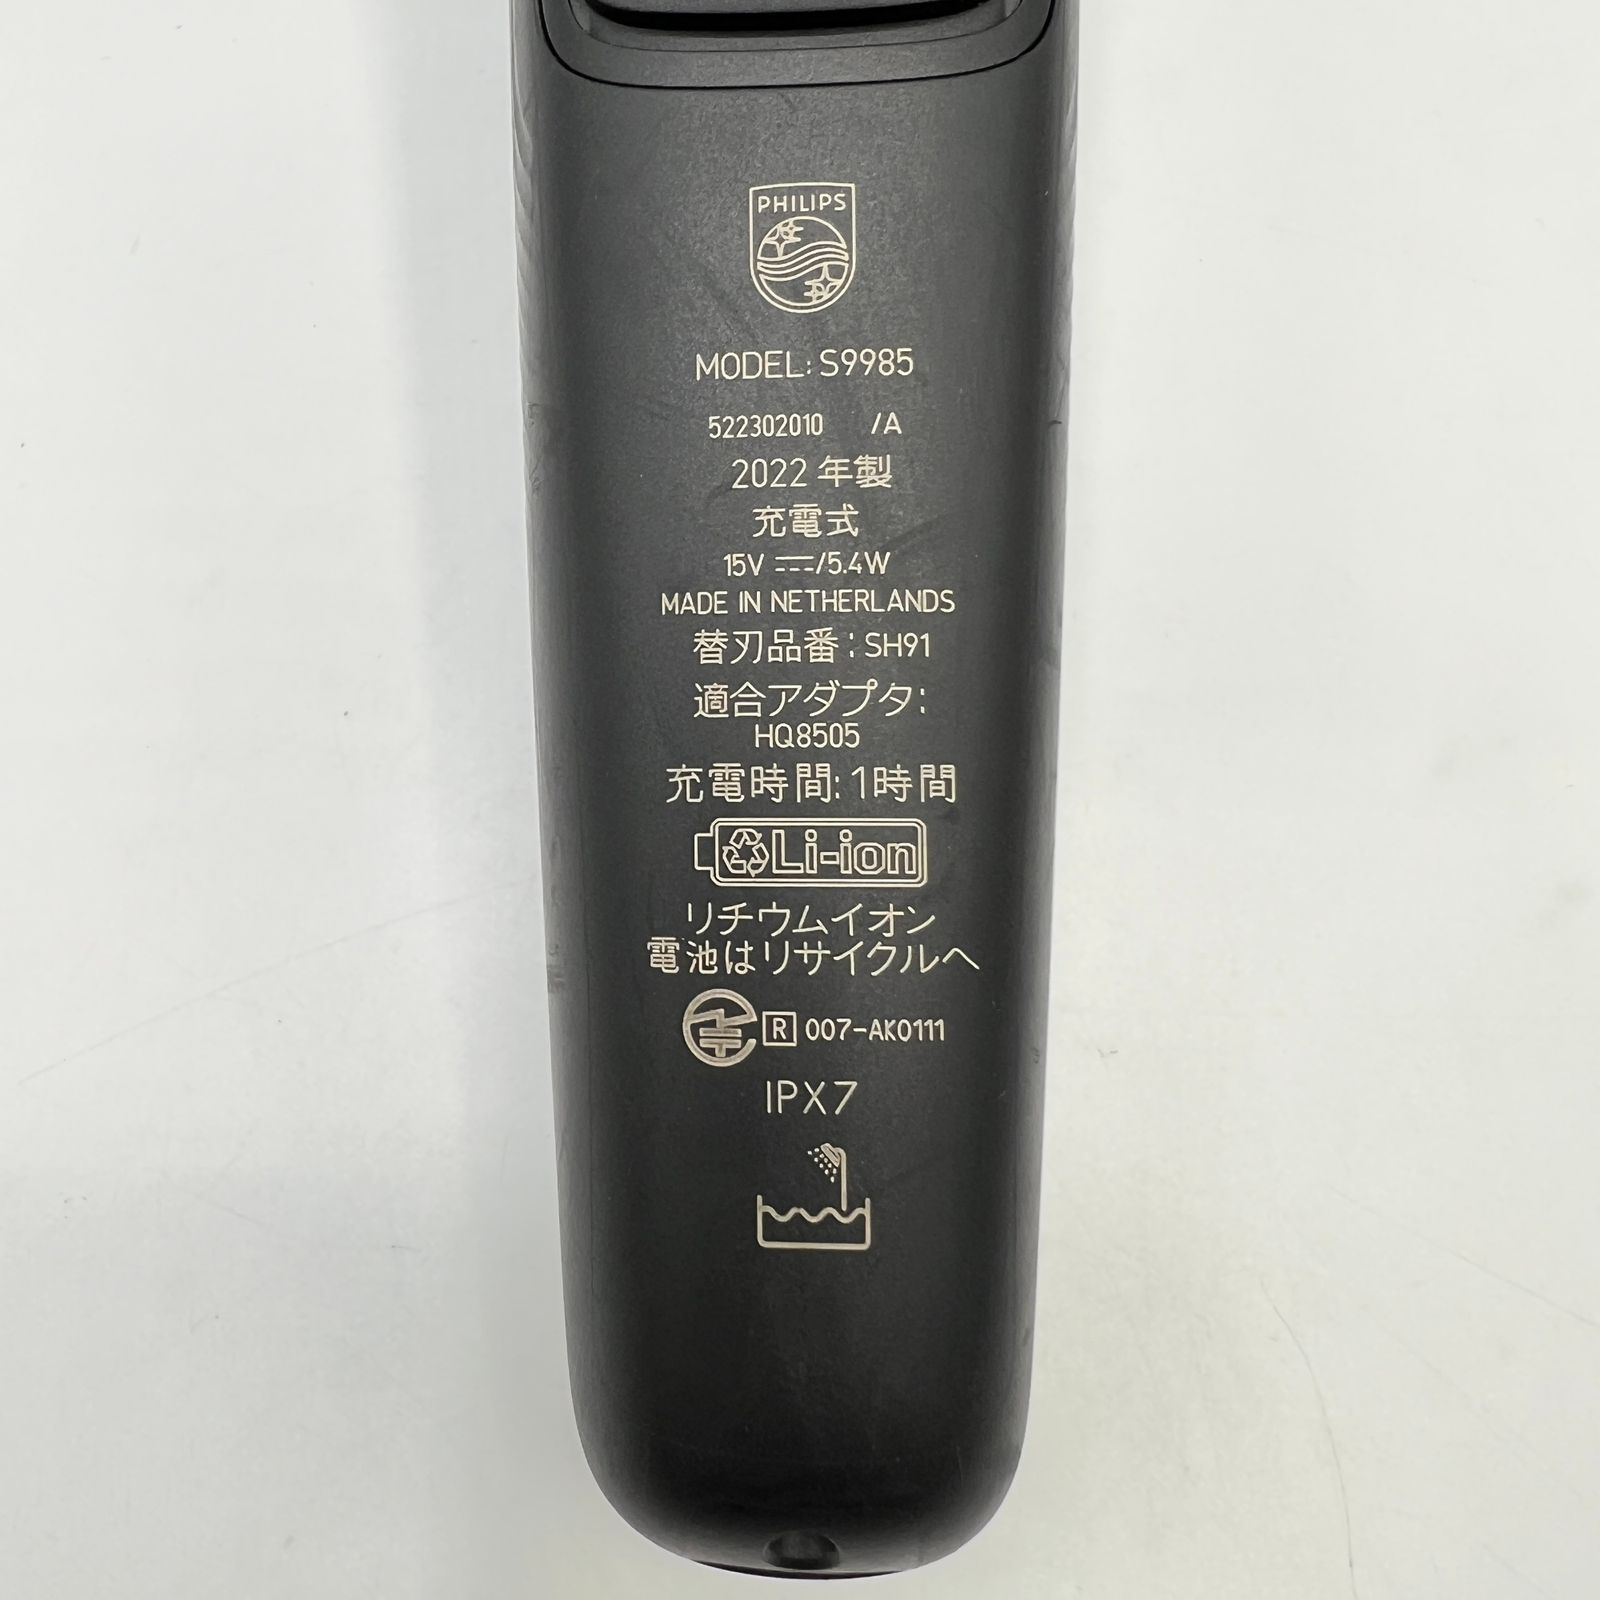 PHILIPS
MODEL: S9985
522302010 /A
2022 年製
充電式
15V ⎓/5.4W
MADE IN NETHERLANDS
替刃品番: SH91
適合アダプタ:
HQ8505
充電時間: 1時間
Li-ion
リチウムイオン
電池はリサイクルへ
R 007-AK0111
IPX7